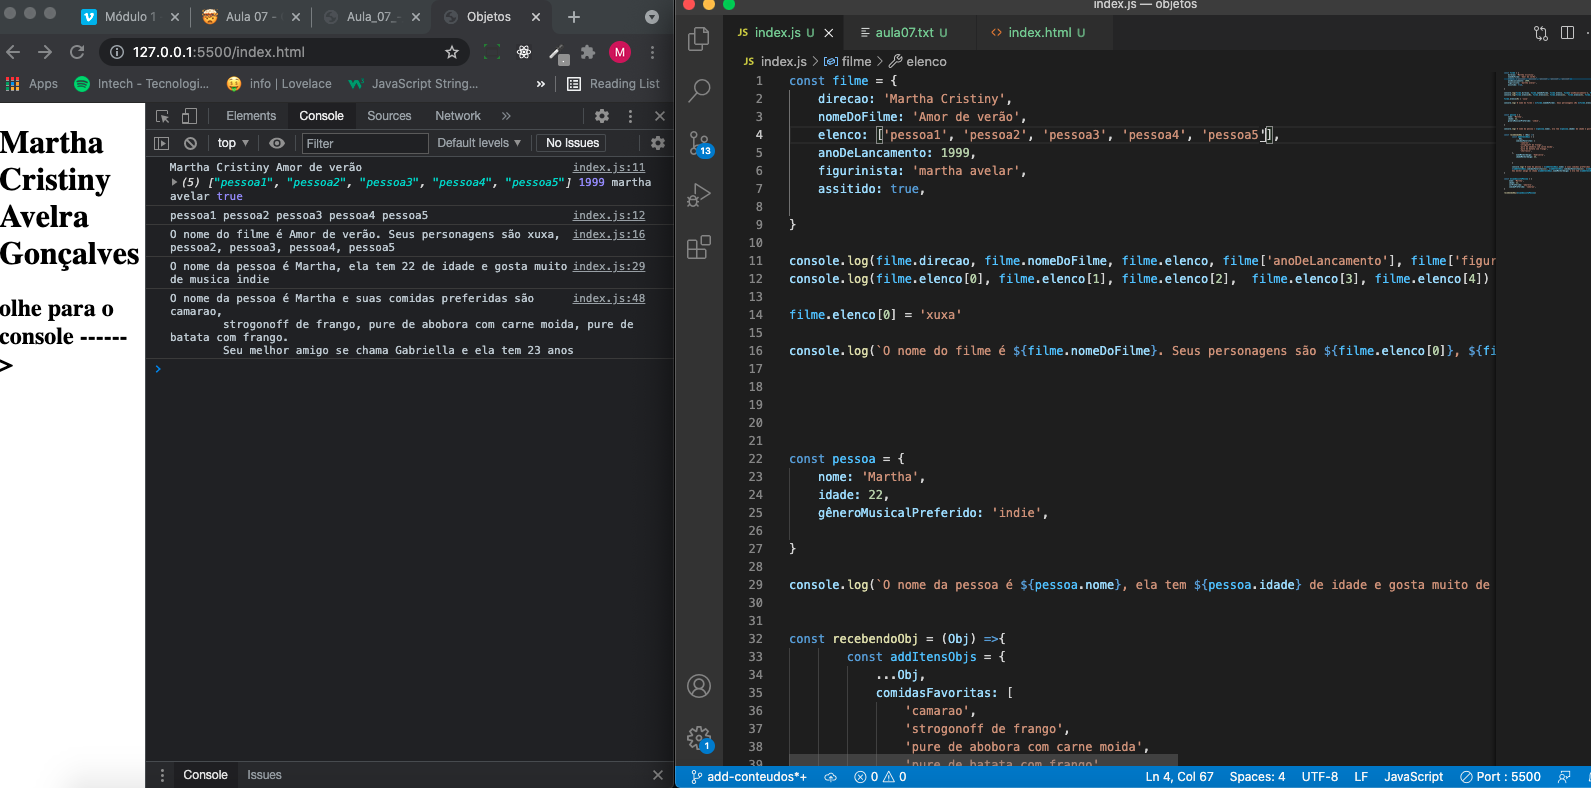 Módulo 1
Aula 07 -
Aula_07_-
Objetos
127.0.0.1:5500/index.html
M
Apps
Intech - Tecnologi...
info | Lovelace
JavaScript String...
»
Reading List
Martha
Cristiny
Avelra
Gonçalves
olhe para o
console ------
>
Elements
Console
Sources
Network
»
top
Filter
Default levels
No Issues
Martha Cristiny Amor de verão index.js:11
(5) ["pessoa1", "pessoa2", "pessoa3", "pessoa4", "pessoa5"] 1999 martha
avelar true
pessoa1 pessoa2 pessoa3 pessoa4 pessoa5 index.js:12
O nome do filme é Amor de verão. Seus personagens são xuxa, index.js:16
pessoa2, pessoa3, pessoa4, pessoa5
O nome da pessoa é Martha, ela tem 22 de idade e gosta muito index.js:29
de musica indie
O nome da pessoa é Martha e suas comidas preferidas são index.js:48
camarao,
strogonoff de frango, pure de abobora com carne moida, pure de
batata com frango.
Seu melhor amigo se chama Gabriella e ela tem 23 anos
>
Console
Issues
index.js — objetos
JS index.js U
aula07.txt U
<> index.html U
JS index.js > filme > elenco
13
1
1 const filme = {
2 direcao: 'Martha Cristiny',
3 nomeDoFilme: 'Amor de verão',
4 elenco: ['pessoa1', 'pessoa2', 'pessoa3', 'pessoa4', 'pessoa5'],
5 anoDeLancamento: 1999,
6 figurinista: 'martha avelar',
7 assitido: true,
8
9 }
10
11 console.log(filme.direcao, filme.nomeDoFilme, filme.elenco, filme['anoDeLancamento'], filme['figur
12 console.log(filme.elenco[0], filme.elenco[1], filme.elenco[2], filme.elenco[3], filme.elenco[4])
13
14 filme.elenco[0] = 'xuxa'
15
16 console.log(`O nome do filme é ${filme.nomeDoFilme}. Seus personagens são ${filme.elenco[0]}, ${fi
17
18
19
20
21
22 const pessoa = {
23 nome: 'Martha',
24 idade: 22,
25 gêneroMusicalPreferido: 'indie',
26
27 }
28
29 console.log(`O nome da pessoa é ${pessoa.nome}, ela tem ${pessoa.idade} de idade e gosta muito de
30
31
32 const recebendoObj = (Obj) =>{
33 const addItensObjs = {
34 ...Obj,
35 comidasFavoritas: [
36 'camarao',
37 'strogonoff de frango',
38 'pure de abobora com carne moida',
39 'pure de batata com frango'
add-conteudos*+
0 0
Ln 4, Col 67
Spaces: 4
UTF-8
LF
JavaScript
Port : 5500